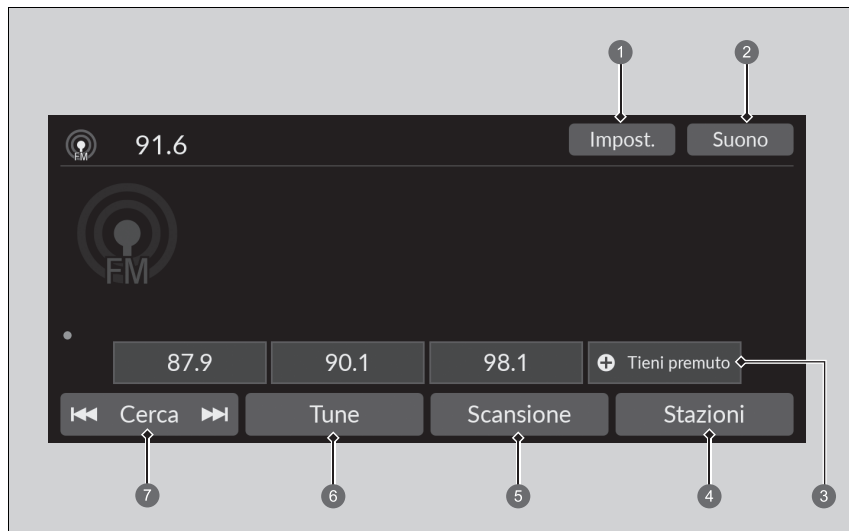 1 2
FM 91.6 Impost. Suono
FM
87.9 90.1 98.1 Tieni premuto
Cerca Tune Scansione Stazioni
7 6 5 4 3